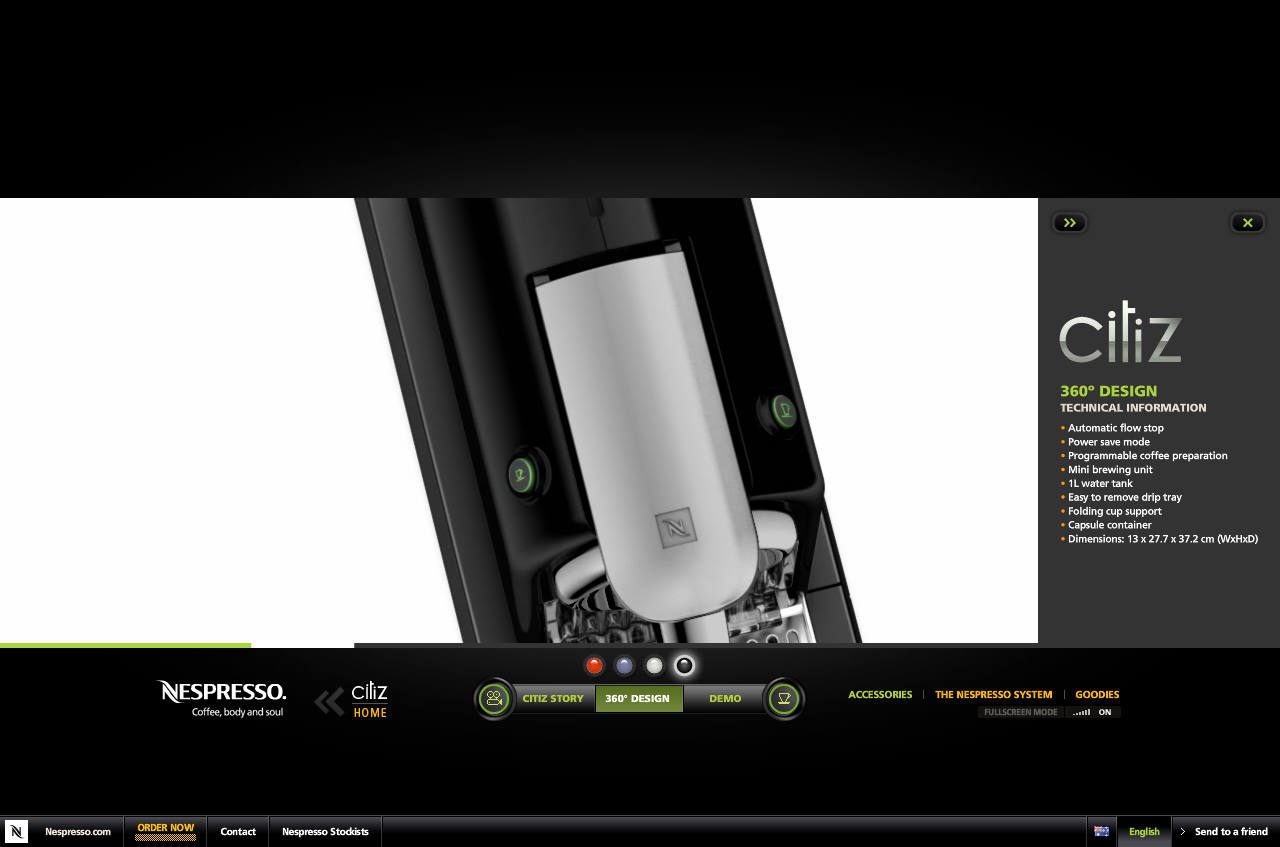 citiz
360º DESIGN
TECHNICAL INFORMATION
• Automatic flow stop
• Power save mode
• Programmable coffee preparation
• Mini brewing unit
• 1L water tank
• Easy to remove drip tray
• Folding cup support
• Capsule container
• Dimensions: 13 x 27.7 x 37.2 cm (WxHxD)
NESPRESSO.
Coffee, body and soul
citiz
HOME
CITIZ STORY
360° DESIGN
DEMO
ACCESSORIES
THE NESPRESSO SYSTEM
GOODIES
FULLSCREEN MODE
ON
N
Nespresso.com
ORDER NOW
Contact
Nespresso Stockists
English
Send to a friend